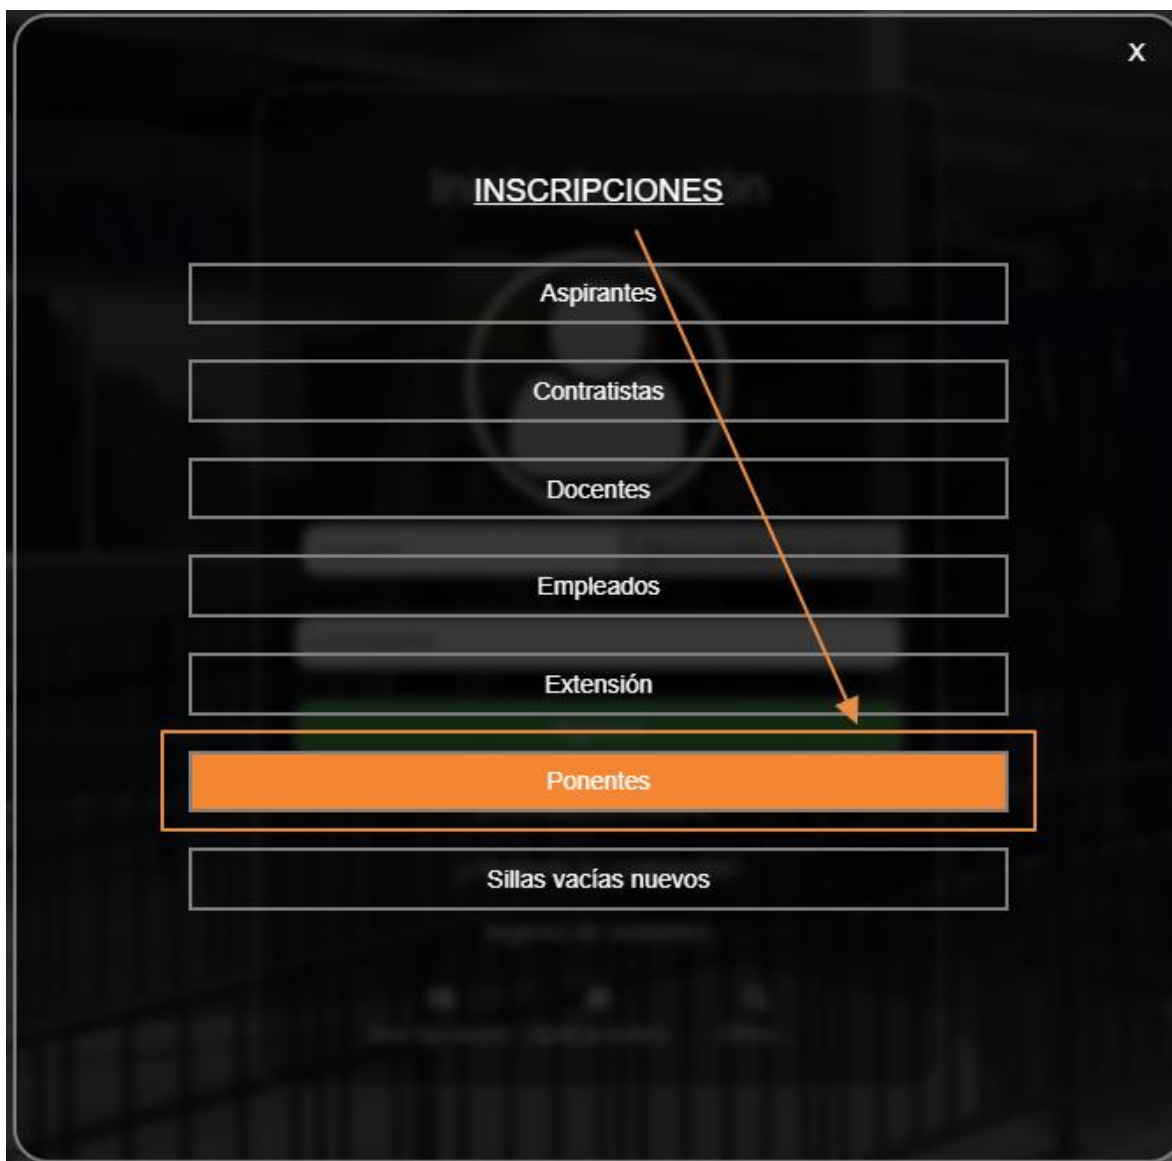 X
INSCRIPCIONES
Aspirantes
Contratistas
Docentes
Empleados
Extensión
Ponentes
Sillas vacías nuevos